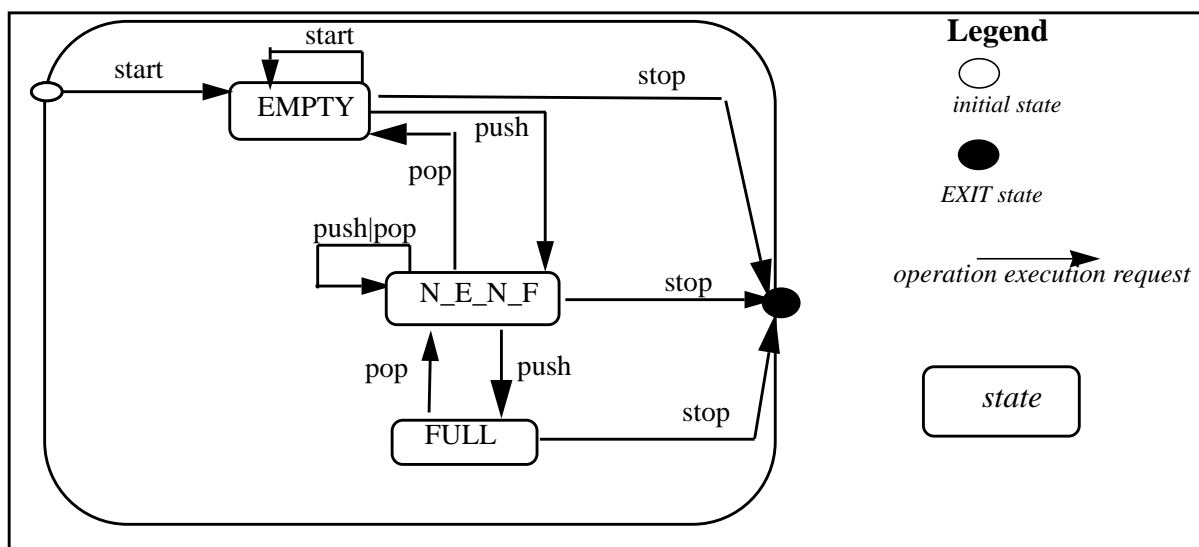 start
start
EMPTY
stop
push
pop
push|pop
N_E_N_F
stop
pop
push
FULL
stop
Legend
initial state
EXIT state
operation execution request
state